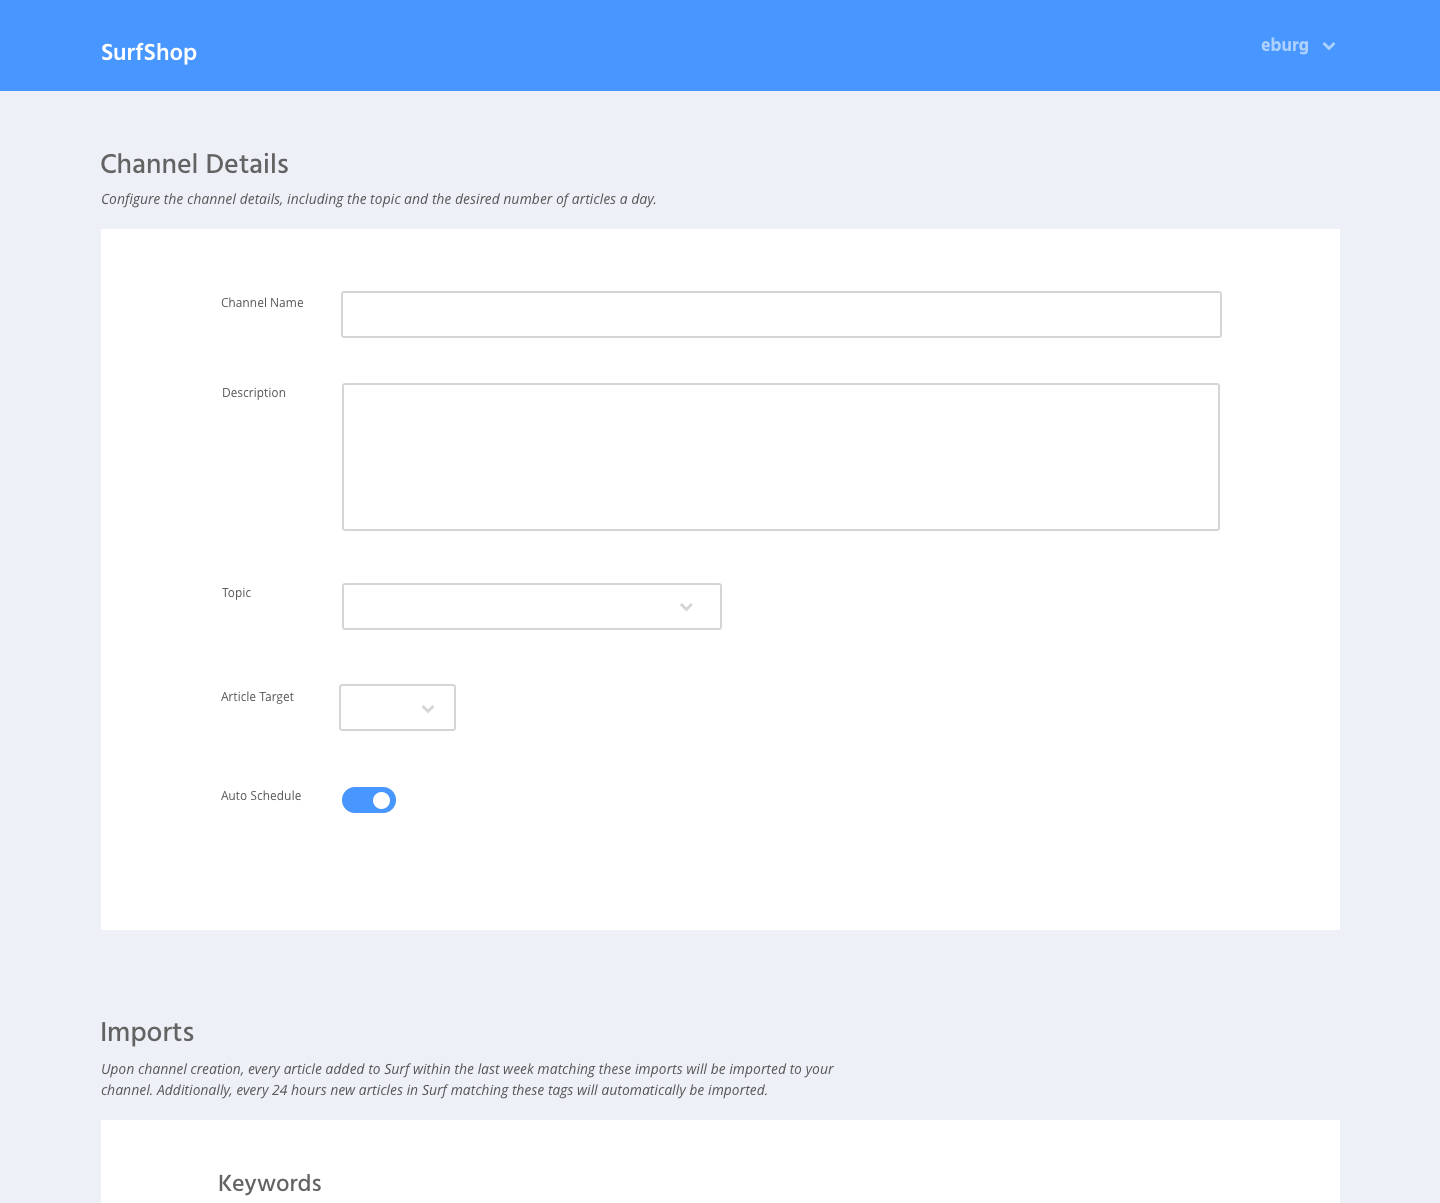 SurfShop
eburg
Channel Details
Configure the channel details, including the topic and the desired number of articles a day.
Channel Name
Description
Topic
Article Target
Auto Schedule
Imports
Upon channel creation, every article added to Surf within the last week matching these imports will be imported to your
channel. Additionally, every 24 hours new articles in Surf matching these tags will automatically be imported.
Keywords